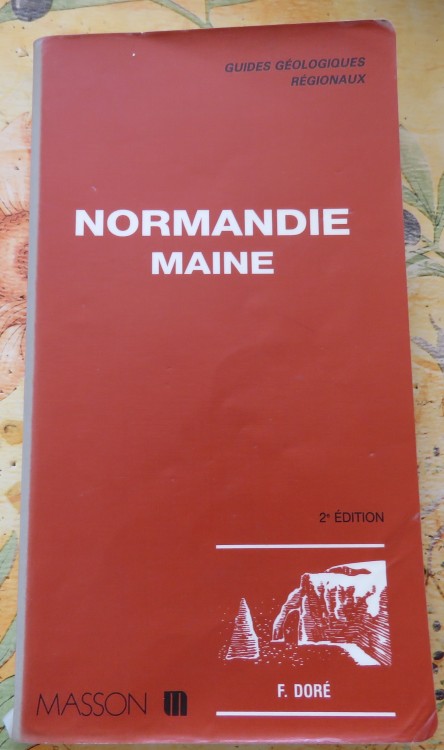 GUIDES GÉOLOGIQUES
RÉGIONAUX
NORMANDIE
MAINE
2e ÉDITION
F. DORÉ
MASSON m